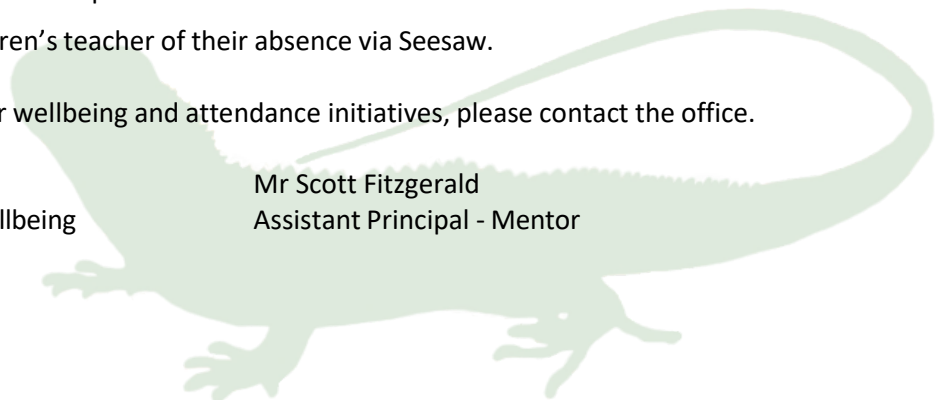 ren’s teacher of their absence via Seesaw.
r wellbeing and attendance initiatives, please contact the office.
Mr Scott Fitzgerald
llbeing Assistant Principal - Mentor